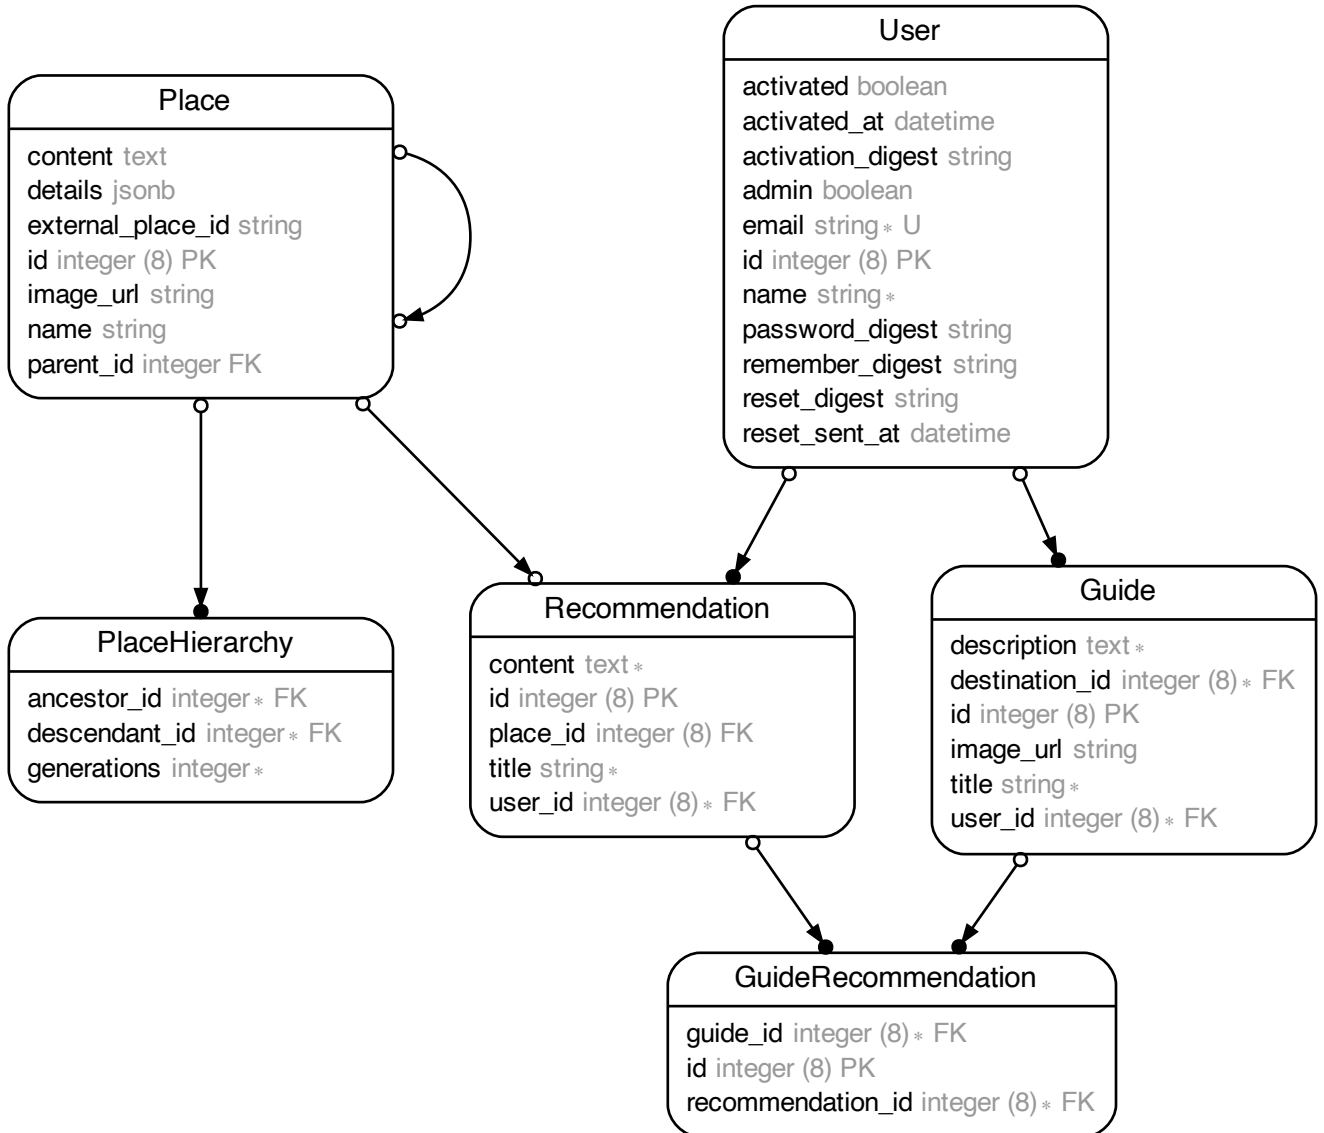 Place
content text
details jsonb
external_place_id string
id integer (8) PK
image_url string
name string
parent_id integer FK
User
activated boolean
activated_at datetime
activation_digest string
admin boolean
email string∗ U
id integer (8) PK
name string∗
password_digest string
remember_digest string
reset_digest string
reset_sent_at datetime
PlaceHierarchy
ancestor_id integer∗ FK
descendant_id integer∗ FK
generations integer∗
Recommendation
content text∗
id integer (8) PK
place_id integer (8) FK
title string∗
user_id integer (8)∗ FK
Guide
description text∗
destination_id integer (8)∗ FK
id integer (8) PK
image_url string
title string∗
user_id integer (8)∗ FK
GuideRecommendation
guide_id integer (8)∗ FK
id integer (8) PK
recommendation_id integer (8)∗ FK